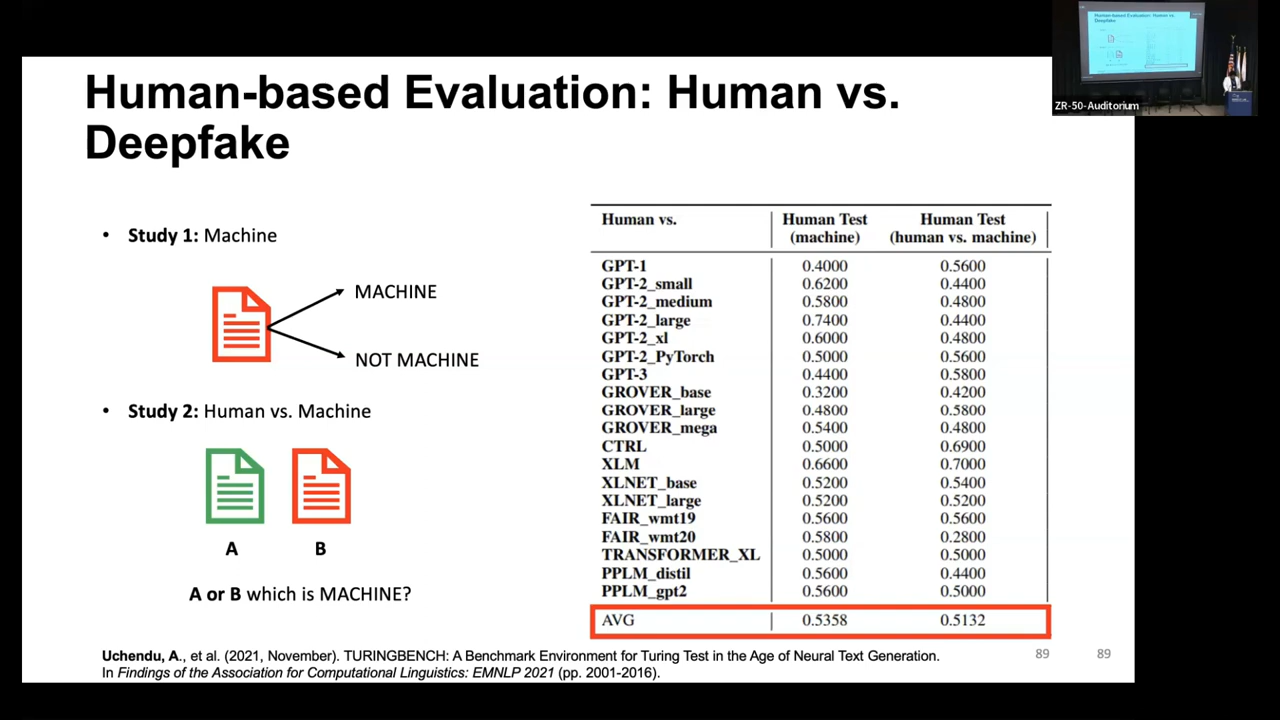 Human-based Evaluation: Human vs.
Deepfake
ZR-50-Auditorium
• Study 1: Machine
MACHINE
NOT MACHINE
• Study 2: Human vs. Machine
A B
A or B which is MACHINE?
Human vs. Human Test (machine) Human Test (human vs. machine)
GPT-1 0.4000 0.5600
GPT-2_small 0.6200 0.4400
GPT-2_medium 0.5800 0.4800
GPT-2_large 0.7400 0.4400
GPT-2_xl 0.6000 0.4800
GPT-2_PyTorch 0.5000 0.5600
GPT-3 0.4400 0.5800
GROVER_base 0.3200 0.4200
GROVER_large 0.4800 0.5800
GROVER_mega 0.5400 0.4800
CTRL 0.5000 0.6900
XLM 0.6600 0.7000
XLNET_base 0.5200 0.5400
XLNET_large 0.5200 0.5200
FAIR_wmt19 0.5600 0.5600
FAIR_wmt20 0.5800 0.2800
TRANSFORMER_XL 0.5000 0.5000
PPLM_distil 0.5600 0.4400
PPLM_gpt2 0.5600 0.5000
AVG 0.5358 0.5132
Uchendu, A., et al. (2021, November). TURINGBENCH: A Benchmark Environment for Turing Test in the Age of Neural Text Generation.
In Findings of the Association for Computational Linguistics: EMNLP 2021 (pp. 2001-2016).
89 89